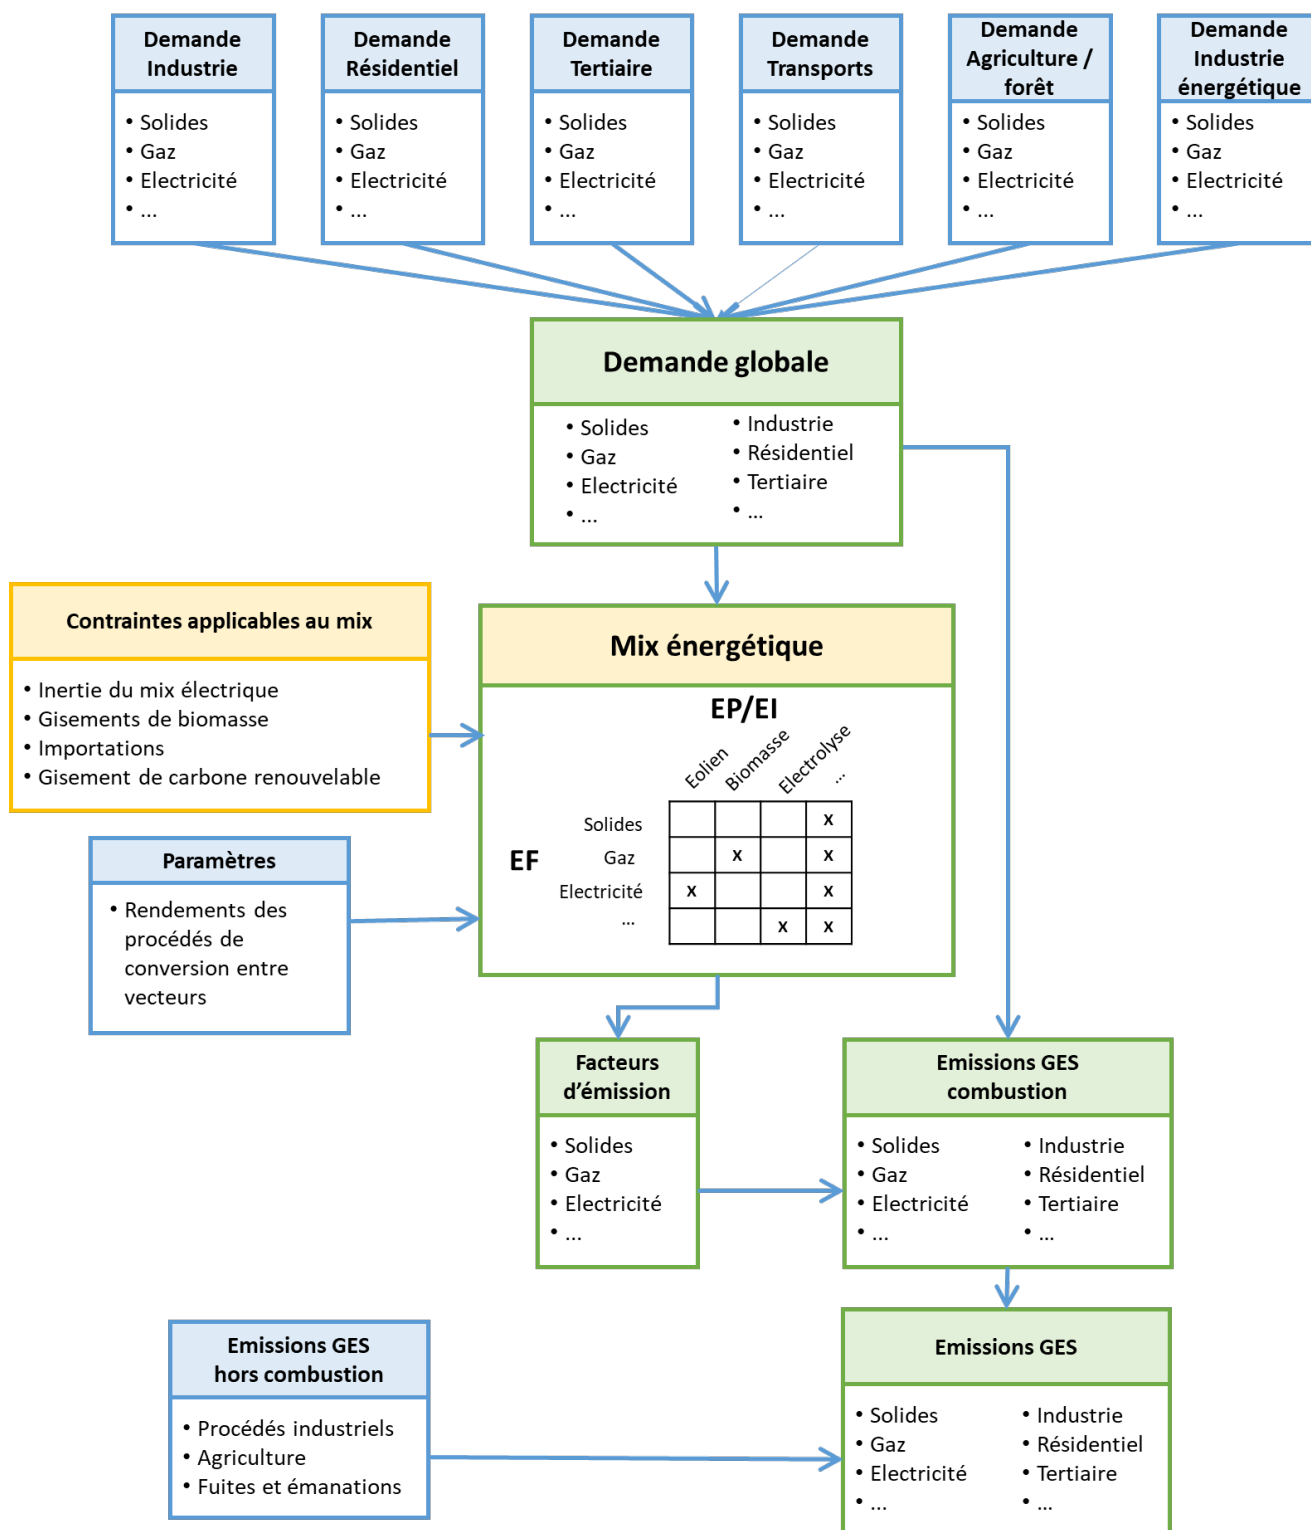 Demande
Industrie
• Solides
• Gaz
• Electricité
• ...
Demande
Résidentiel
• Solides
• Gaz
• Electricité
• ...
Demande
Tertiaire
• Solides
• Gaz
• Electricité
• ...
Demande
Transports
• Solides
• Gaz
• Electricité
• ...
Demande
Agriculture /
forêt
• Solides
• Gaz
• Electricité
• ...
Demande
Industrie
énergétique
• Solides
• Gaz
• Electricité
• ...
Demande globale
• Solides
• Gaz
• Electricité
• ...
• Industrie
• Résidentiel
• Tertiaire
• ...
Contraintes applicables au mix
• Inertie du mix électrique
• Gisements de biomasse
• Importations
• Gisement de carbone renouvelable
Paramètres
• Rendements des
procédés de
conversion entre
vecteurs
Mix énergétique
EP/EI
Eolien
Biomasse
Electrolyse
...
EF
Solides X
Gaz X X
Electricité X X
... X X
Facteurs
d’émission
• Solides
• Gaz
• Electricité
• ...
Emissions GES
combustion
• Solides
• Gaz
• Electricité
• ...
• Industrie
• Résidentiel
• Tertiaire
• ...
Emissions GES
hors combustion
• Procédés industriels
• Agriculture
• Fuites et émanations
Emissions GES
• Solides
• Gaz
• Electricité
• ...
• Industrie
• Résidentiel
• Tertiaire
• ...